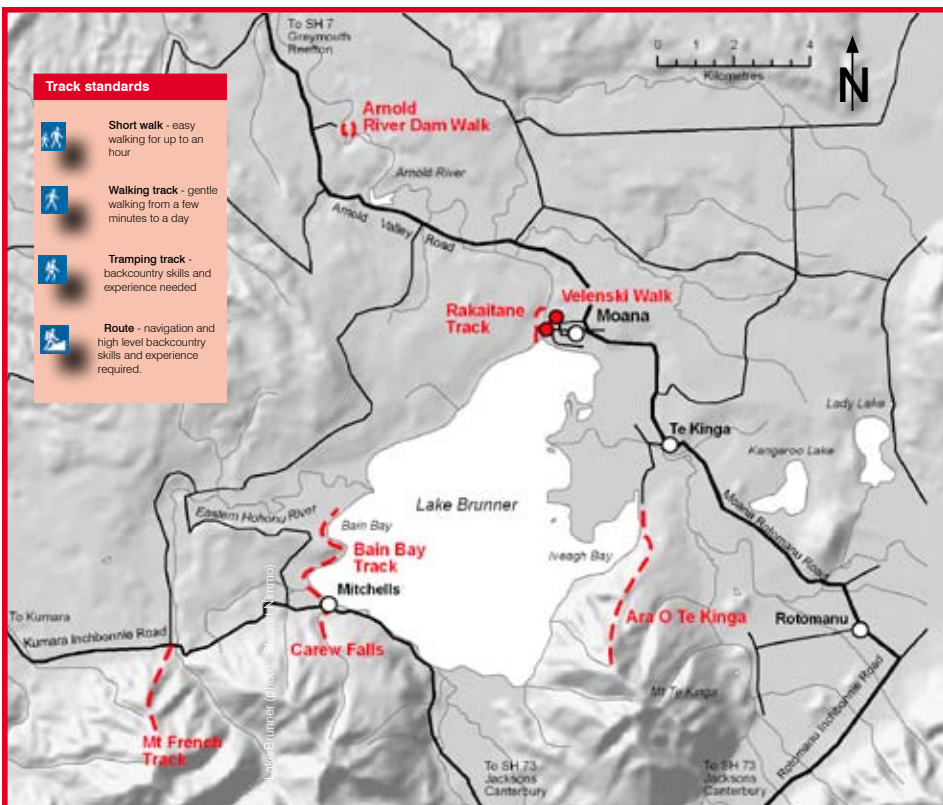 To SH 7
Greymouth
Reefton
0 1 2 4
Kilometres
N
Track standards
Short walk - easy
walking for up to an
hour
Walking track - gentle
walking from a few
minutes to a day
Tramping track -
backcountry skills and
experience needed
Route - navigation and
high level backcountry
skills and experience
required.
Arnold
River Dam Walk
Arnold River
Arnold Valley Road
Rakaitane
Track
Velenski Walk
Moana
Te Kinga
Lady Lake
Kangaroo Lake
Moana Rotomanu Road
Lake Brunner
Eastern Hohonu River
Bain Bay
Bain Bay
Track
Iveagh Bay
Mitchells
Ara O Te Kinga
Rotomanu
To Kumara
Kumara Inchbonnie Road
Carew Falls
Mt Te Kinga
Rotomanu Inchbonnie Road
Mt French
Track
Lake Brunner (photo: Stewart Nimmo)
To SH 73
Jacksons
Canterbury
To SH 73
Jacksons
Canterbury